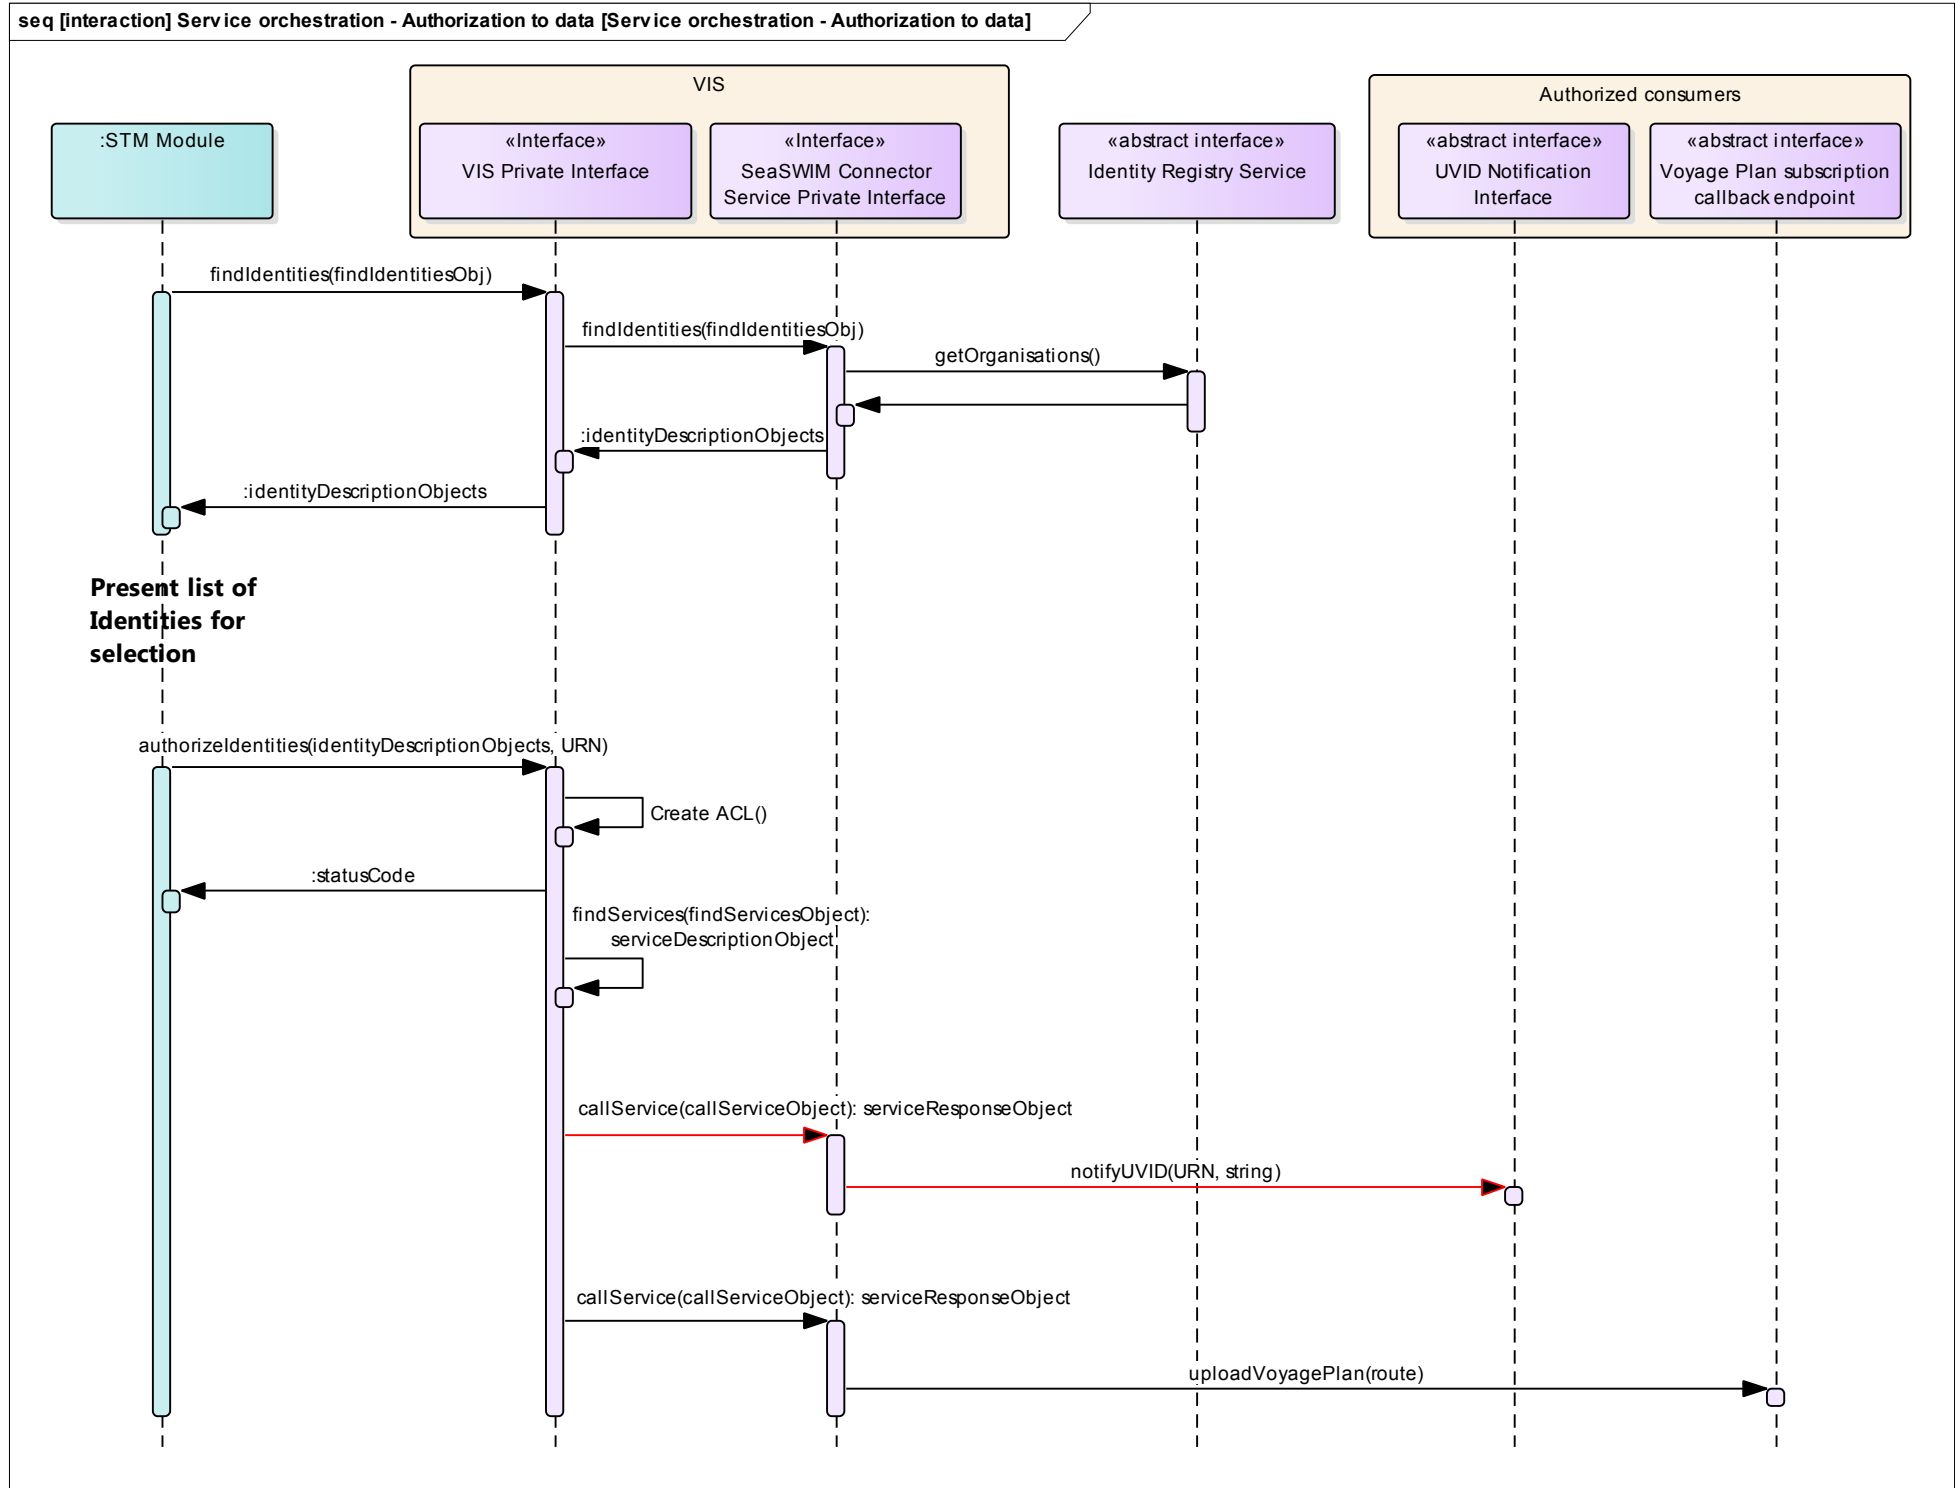 seq [interaction] Service orchestration - Authorization to data [Service orchestration - Authorization to data]
VIS
Authorized consumers
:STM Module
«Interface»
VIS Private Interface
«Interface»
SeaSWIM Connector
Service Private Interface
«abstract interface»
Identity Registry Service
«abstract interface»
UVID Notification
Interface
«abstract interface»
Voyage Plan subscription
callback endpoint
findIdentities(findIdentitiesObj)
findIdentities(findIdentitiesObj)
getOrganisations()
:identityDescriptionObjects
:identityDescriptionObjects
Present list of
Identities for
selection
authorizeIdentities(identityDescriptionObjects, URN)
Create ACL()
:statusCode
findServices(findServicesObject):
serviceDescriptionObject
callService(callServiceObject): serviceResponseObject
notifyUVID(URN, string)
callService(callServiceObject): serviceResponseObject
uploadVoyagePlan(route)